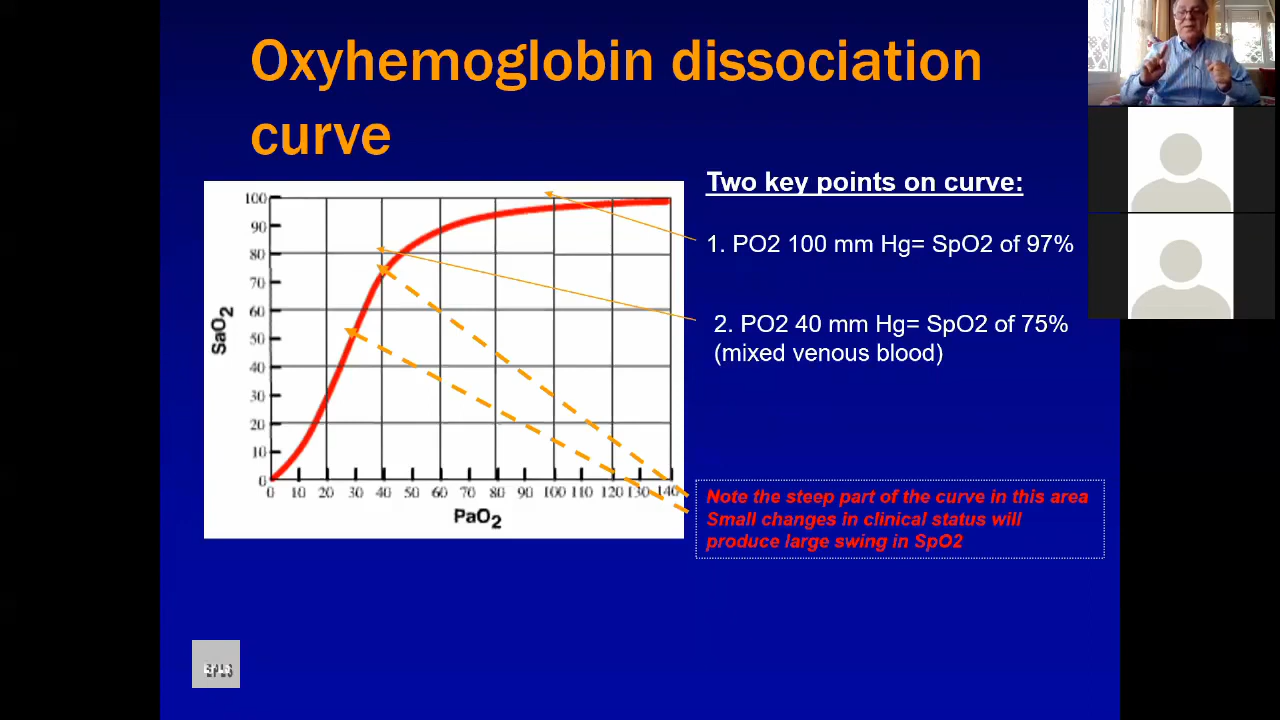 Oxyhemoglobin dissociation
curve
Two key points on curve:
1. PO2 100 mm Hg= SpO2 of 97%
2. PO2 40 mm Hg= SpO2 of 75%
(mixed venous blood)
100
90
80
70
60
50
40
30
20
10
0
SaO2
0 10 20 30 40 50 60 70 80 90 100 110 120 130 140
PaO2
Note the steep part of the curve in this area
Small changes in clinical status will
produce large swing in SpO2